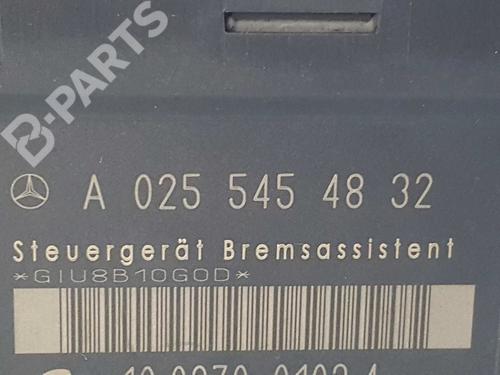 B-PARTS
A 025 545 48 32
Steuergerät Bremsassistent
*GIU8B10G0D*